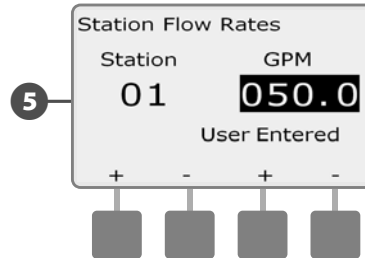 Station Flow Rates
Station GPM
5
01 050.0
User Entered
+ - + -